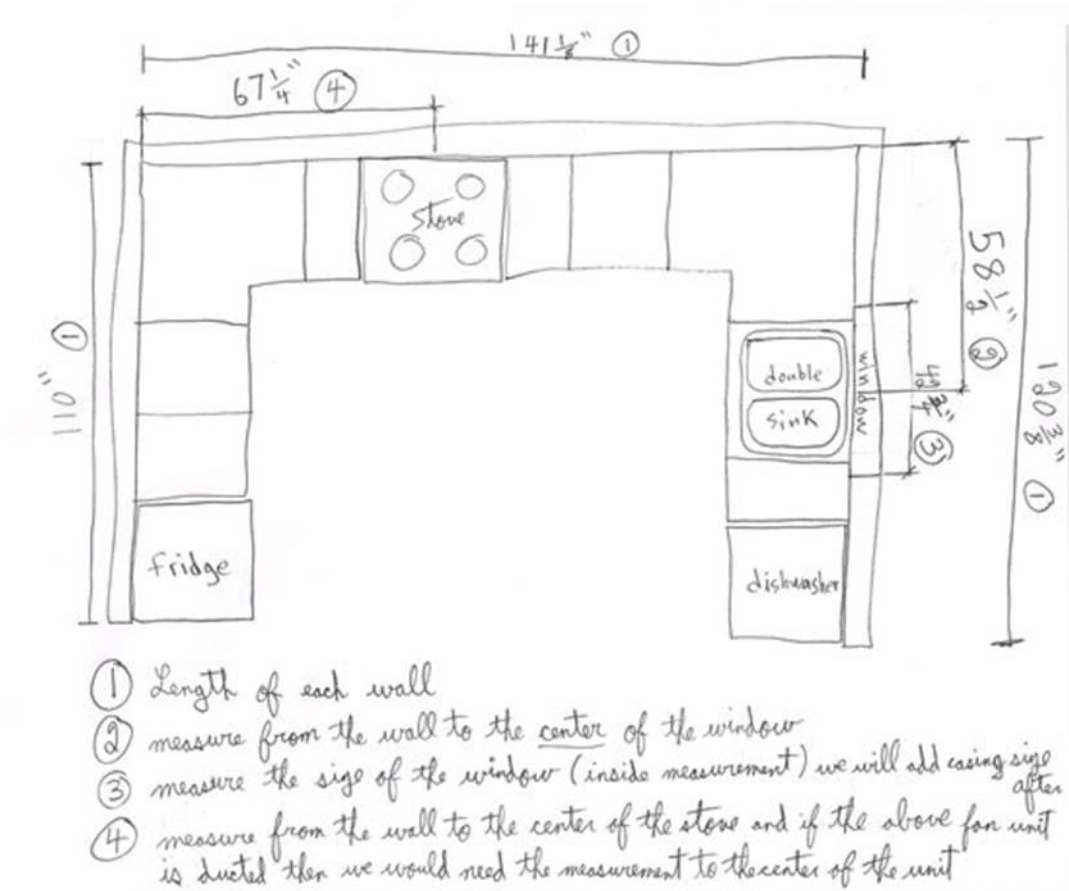 141 1/8" ①
67 1/4" ④
stove
58 1/2" ②
110" ①
120 3/8" ①
window
③
double
sink
fridge
dishwasher
① Length of each wall
② measure from the wall to the center of the window
③ measure the size of the window (inside measurement) we will add casing size
after
④ measure from the wall to the center of the stove and if the above fan unit
is ducted then we would need the measurement to the center of the unit